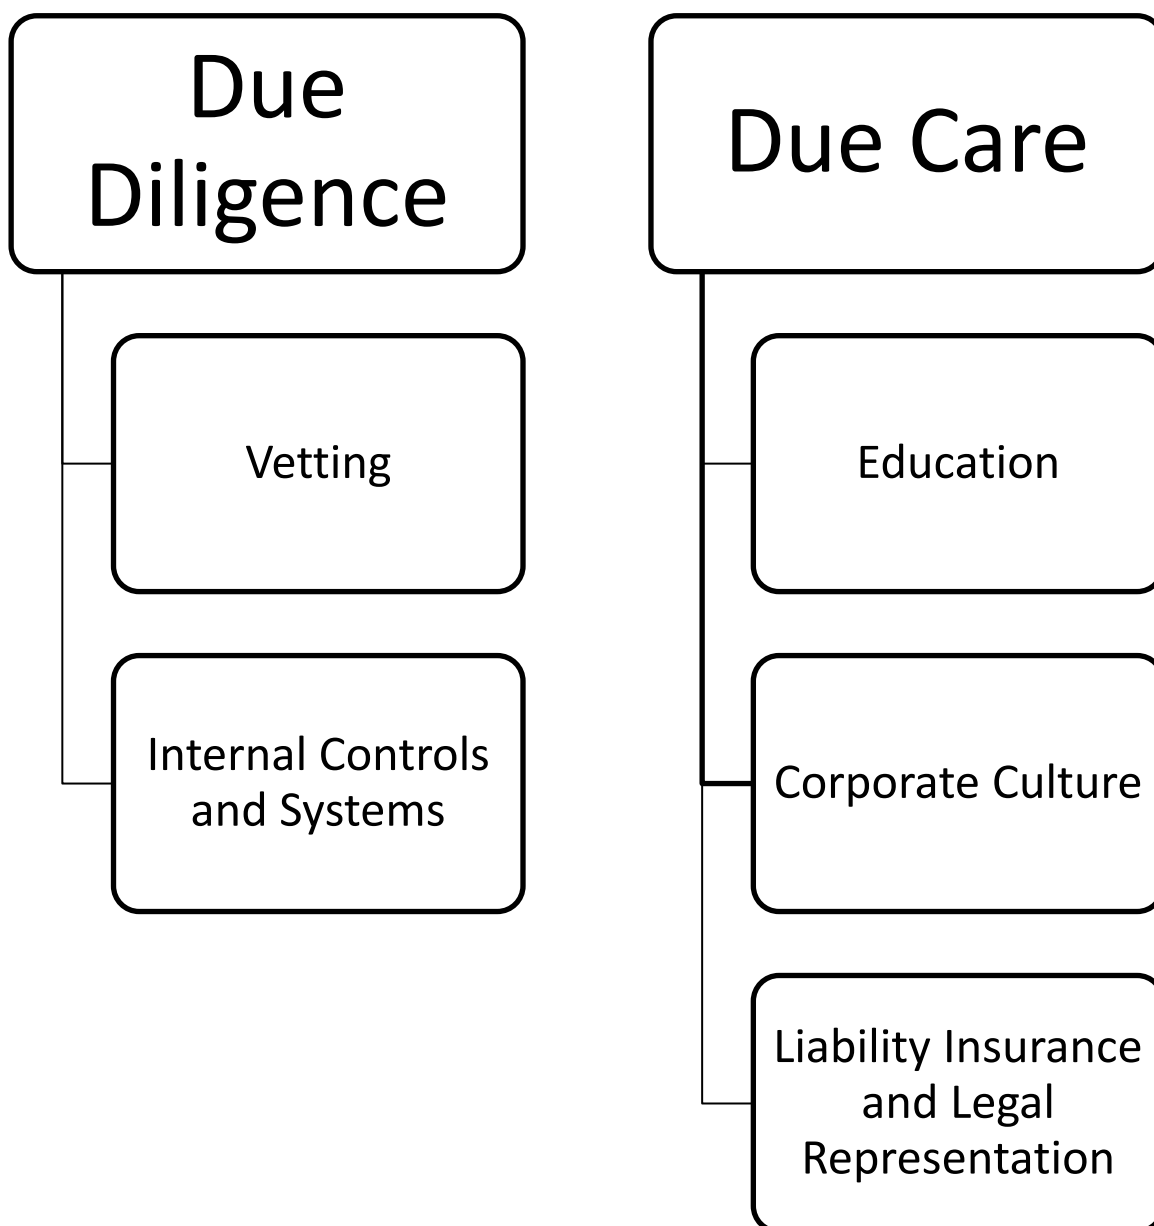 Due
Diligence
Vetting
Internal Controls
and Systems
Due Care
Education
Corporate Culture
Liability Insurance
and Legal
Representation